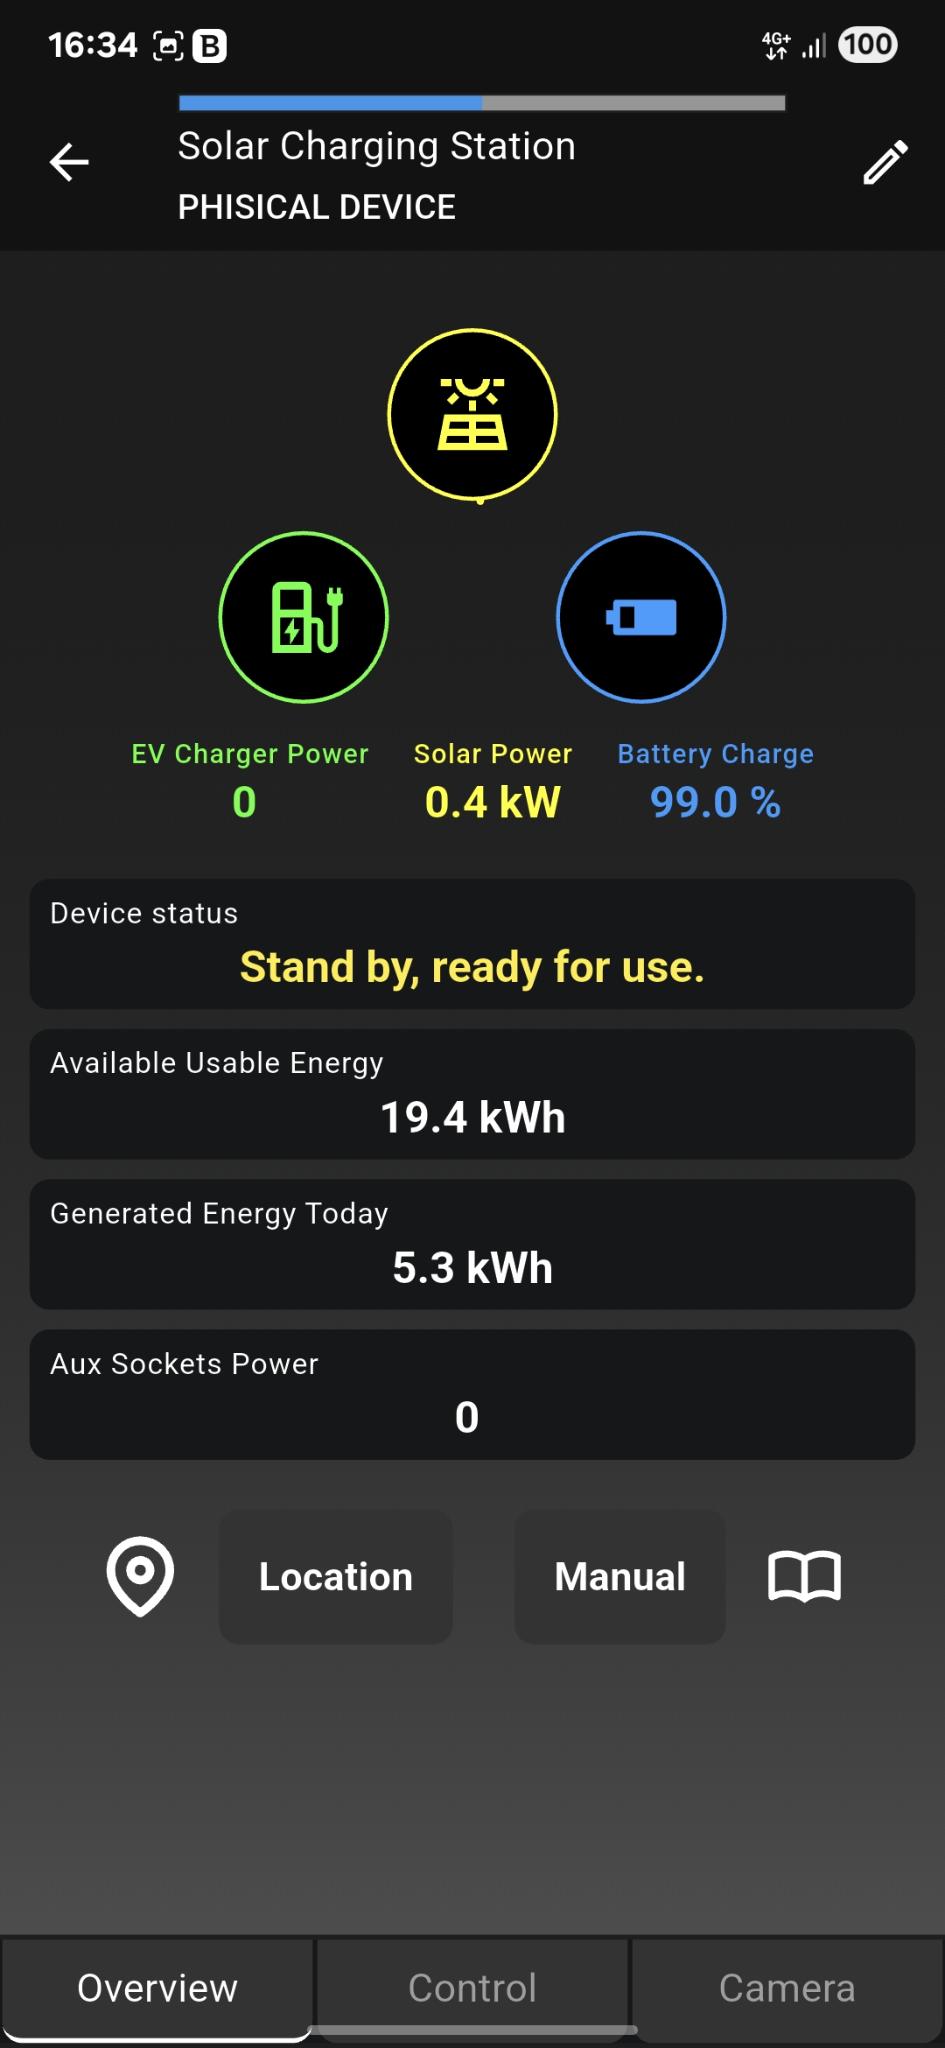 16:34 B 4G+ 100
Solar Charging Station
PHISICAL DEVICE
EV Charger Power Solar Power Battery Charge
0 0.4 kW 99.0 %
Device status
Stand by, ready for use.
Available Usable Energy
19.4 kWh
Generated Energy Today
5.3 kWh
Aux Sockets Power
0
Location Manual
Overview Control Camera